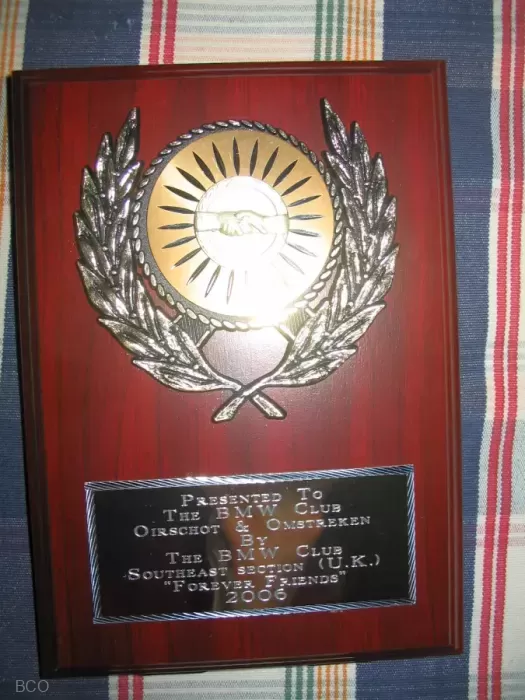 Presented To
The BMW Club
Oirschot & Omstreken
By
The BMW Club
Southeast section (U.K.)
"Forever Friends"
2006
BCO